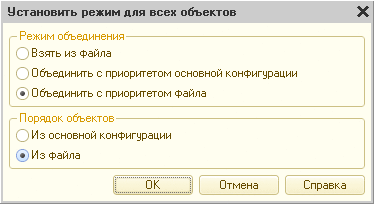 Установить режим для всех объектов
Режим объединения
Взять из файла
Объединить с приоритетом основной конфигурации
Объединить с приоритетом файла
Порядок объектов
Из основной конфигурации
Из файла
OK Отмена Справка